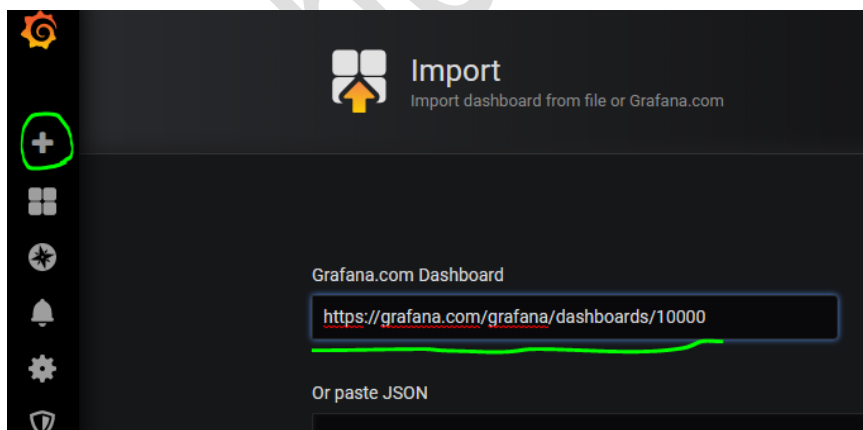 Import
Import dashboard from file or Grafana.com
Grafana.com Dashboard
https://grafana.com/grafana/dashboards/10000
Or paste JSON